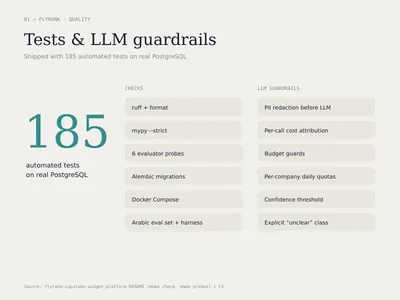 01 — FLYRANK · QUALITY
Tests & LLM guardrails
Shipped with 185 automated tests on real PostgreSQL
185
automated tests
on real PostgreSQL
CHECKS
ruff + format
mypy --strict
6 evaluator probes
Alembic migrations
Docker Compose
Arabic eval set + harness
LLM GUARDRAILS
PII redaction before LLM
Per-call cost attribution
Budget guards
Per-company daily quotas
Confidence threshold
Explicit "unclear" class
Source: flyrank-capstone-widget-platform README (make check, make probes) + CV